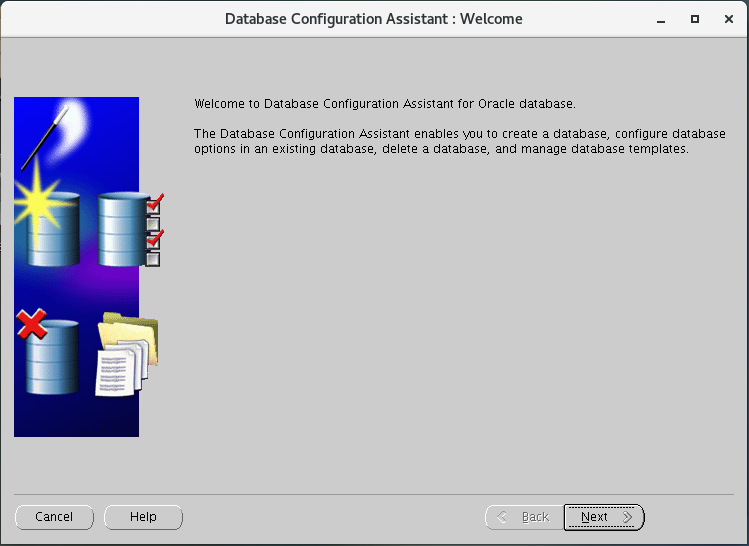 Database Configuration Assistant : Welcome
Welcome to Database Configuration Assistant for Oracle database.
The Database Configuration Assistant enables you to create a database, configure database
options in an existing database, delete a database, and manage database templates.
Cancel Help Back Next